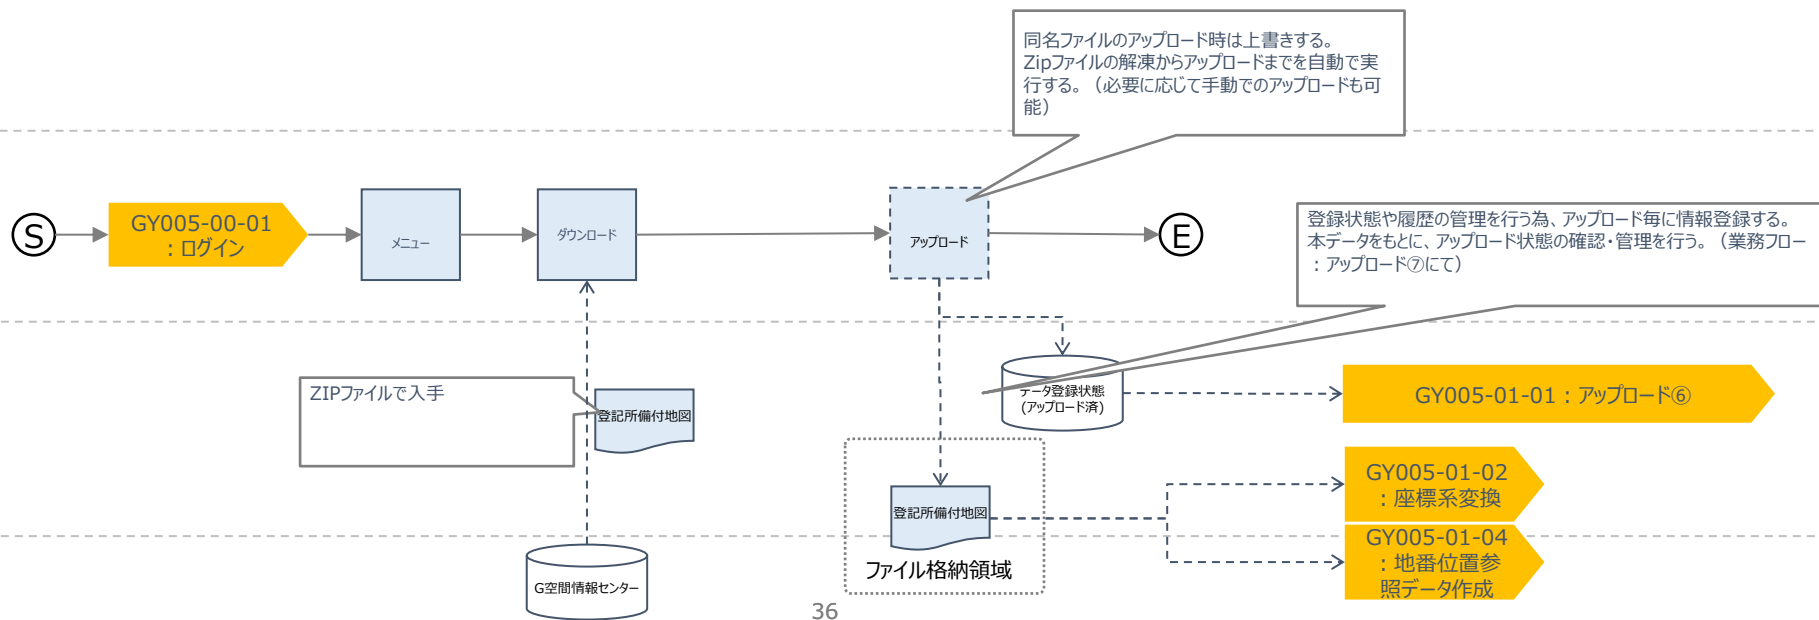 同名ファイルのアップロード時は上書きする。
Zipファイルの解凍からアップロードまでを自動で実
行する。（必要に応じて手動でのアップロードも可
能）
S
GY005-00-01
：ログイン
メニュー
ダウンロード
アップロード
E
登録状態や履歴の管理を行う為、アップロード毎に情報登録する。
本データをもとに、アップロード状態の確認・管理を行う。（業務フロー
：アップロード⑦にて）
ZIPファイルで入手
登記所備付地図
データ登録状態
(アップロード済)
GY005-01-01：アップロード⑥
登記所備付地図
ファイル格納領域
GY005-01-02
：座標系変換
GY005-01-04
：地番位置参
照データ作成
G空間情報センター
36